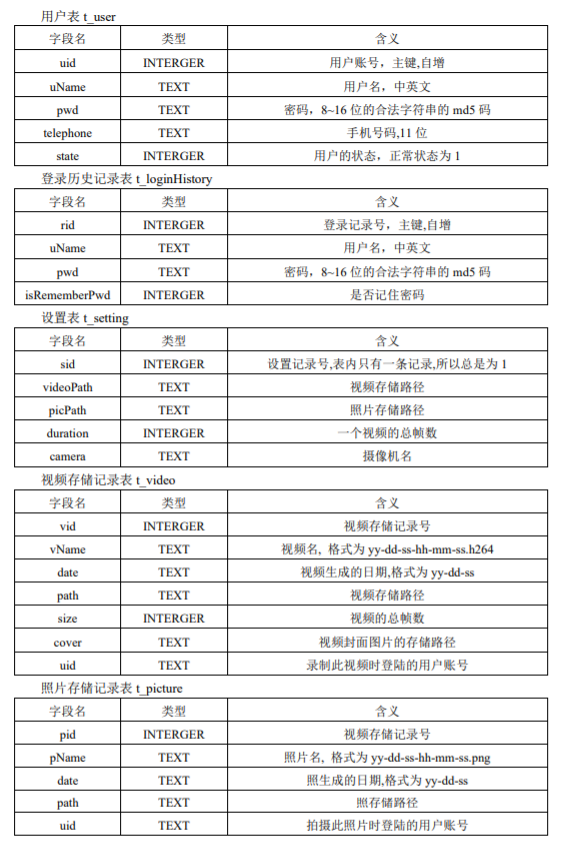 用户表 t_user
字段名 类型 含义
uid INTERGER 用户账号，主键,自增
uName TEXT 用户名，中英文
pwd TEXT 密码，8~16 位的合法字符串的 md5 码
telephone TEXT 手机号码,11 位
state INTERGER 用户的状态，正常状态为 1
登录历史记录表 t_loginHistory
字段名 类型 含义
rid INTERGER 登录记录号，主键,自增
uName TEXT 用户名，中英文
pwd TEXT 密码，8~16 位的合法字符串的 md5 码
isRememberPwd INTERGER 是否记住密码
设置表 t_setting
字段名 类型 含义
sid INTERGER 设置记录号,表内只有一条记录,所以总是为 1
videoPath TEXT 视频存储路径
picPath TEXT 照片存储路径
duration INTERGER 一个视频的总帧数
camera TEXT 摄像机名
视频存储记录表 t_video
字段名 类型 含义
vid INTERGER 视频存储记录号
vName TEXT 视频名, 格式为 yy-dd-ss-hh-mm-ss.h264
date TEXT 视频生成的日期,格式为 yy-dd-ss
path TEXT 视频存储路径
size INTERGER 视频的总帧数
cover TEXT 视频封面图片的存储路径
uid TEXT 录制此视频时登陆的用户账号
照片存储记录表 t_picture
字段名 类型 含义
pid INTERGER 视频存储记录号
pName TEXT 照片名, 格式为 yy-dd-ss-hh-mm-ss.png
date TEXT 照生成的日期,格式为 yy-dd-ss
path TEXT 照存储路径
uid TEXT 拍摄此照片时登陆的用户账号